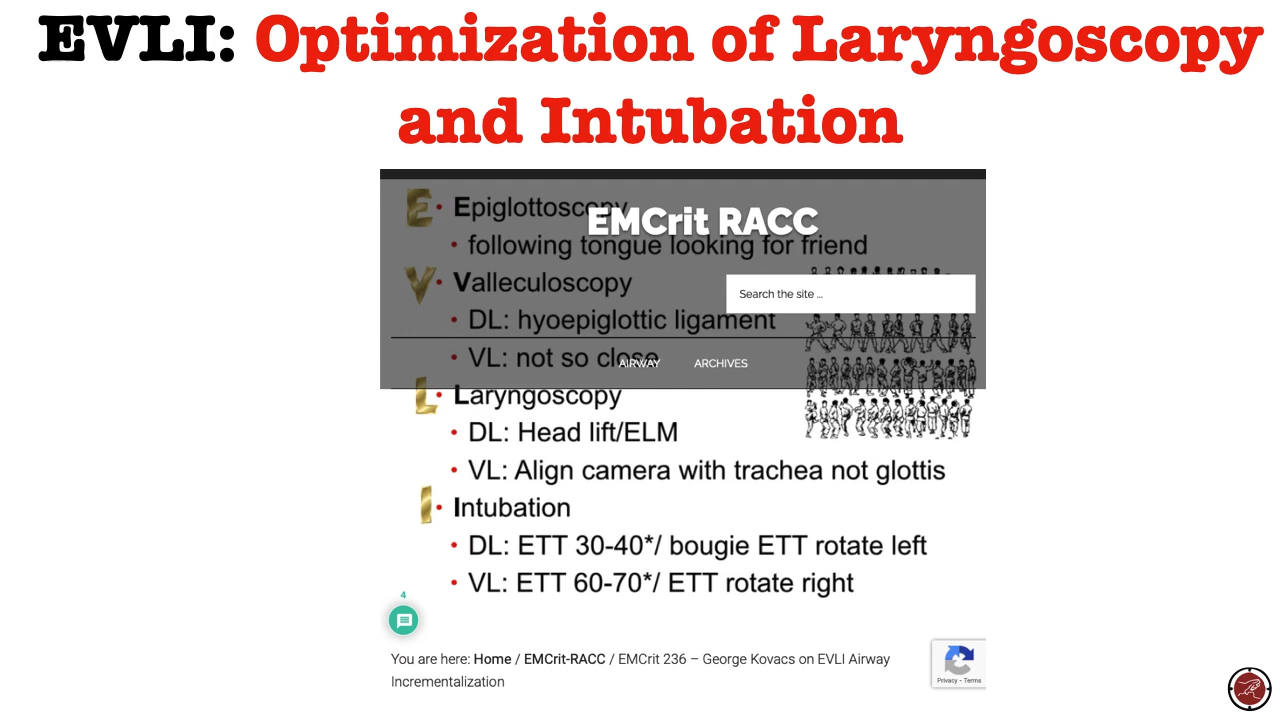 EVLI: Optimization of Laryngoscopy
and Intubation
E • Epiglottoscopy
EMCrit RACC
• following tongue looking for friend
V • Valleculoscopy
Search the site ...
• DL: hyoepiglottic ligament
• VL: not so close
AIRWAY ARCHIVES
L • Laryngoscopy
• DL: Head lift/ELM
• VL: Align camera with trachea not glottis
I • Intubation
• DL: ETT 30-40*/ bougie ETT rotate left
• VL: ETT 60-70*/ ETT rotate right
4
You are here: Home / EMCrit-RACC / EMCrit 236 – George Kovacs on EVLI Airway
Incrementalization
Privacy - Terms